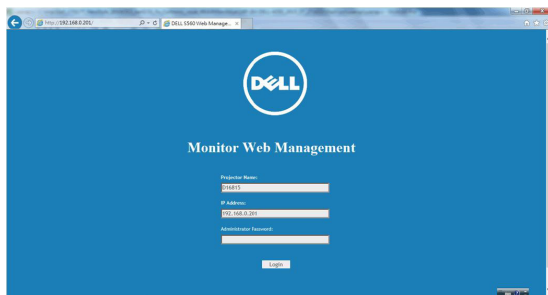 http://192.168.0.201/
DELL S560 Web Manage...
DELL
Monitor Web Management
Projector Name:
D16815
IP Address:
192.168.0.201
Administrator Password:
Login